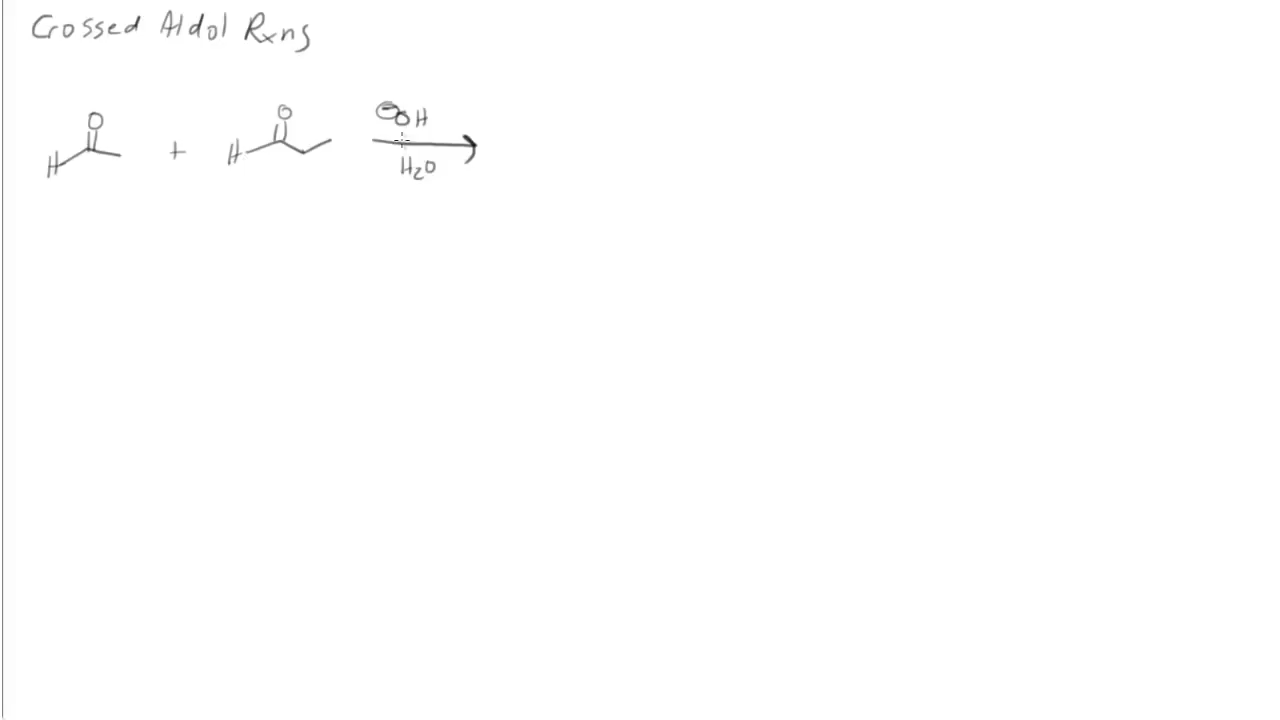 Crossed Aldol Rxns
O O ⊖OH
H + H H2O